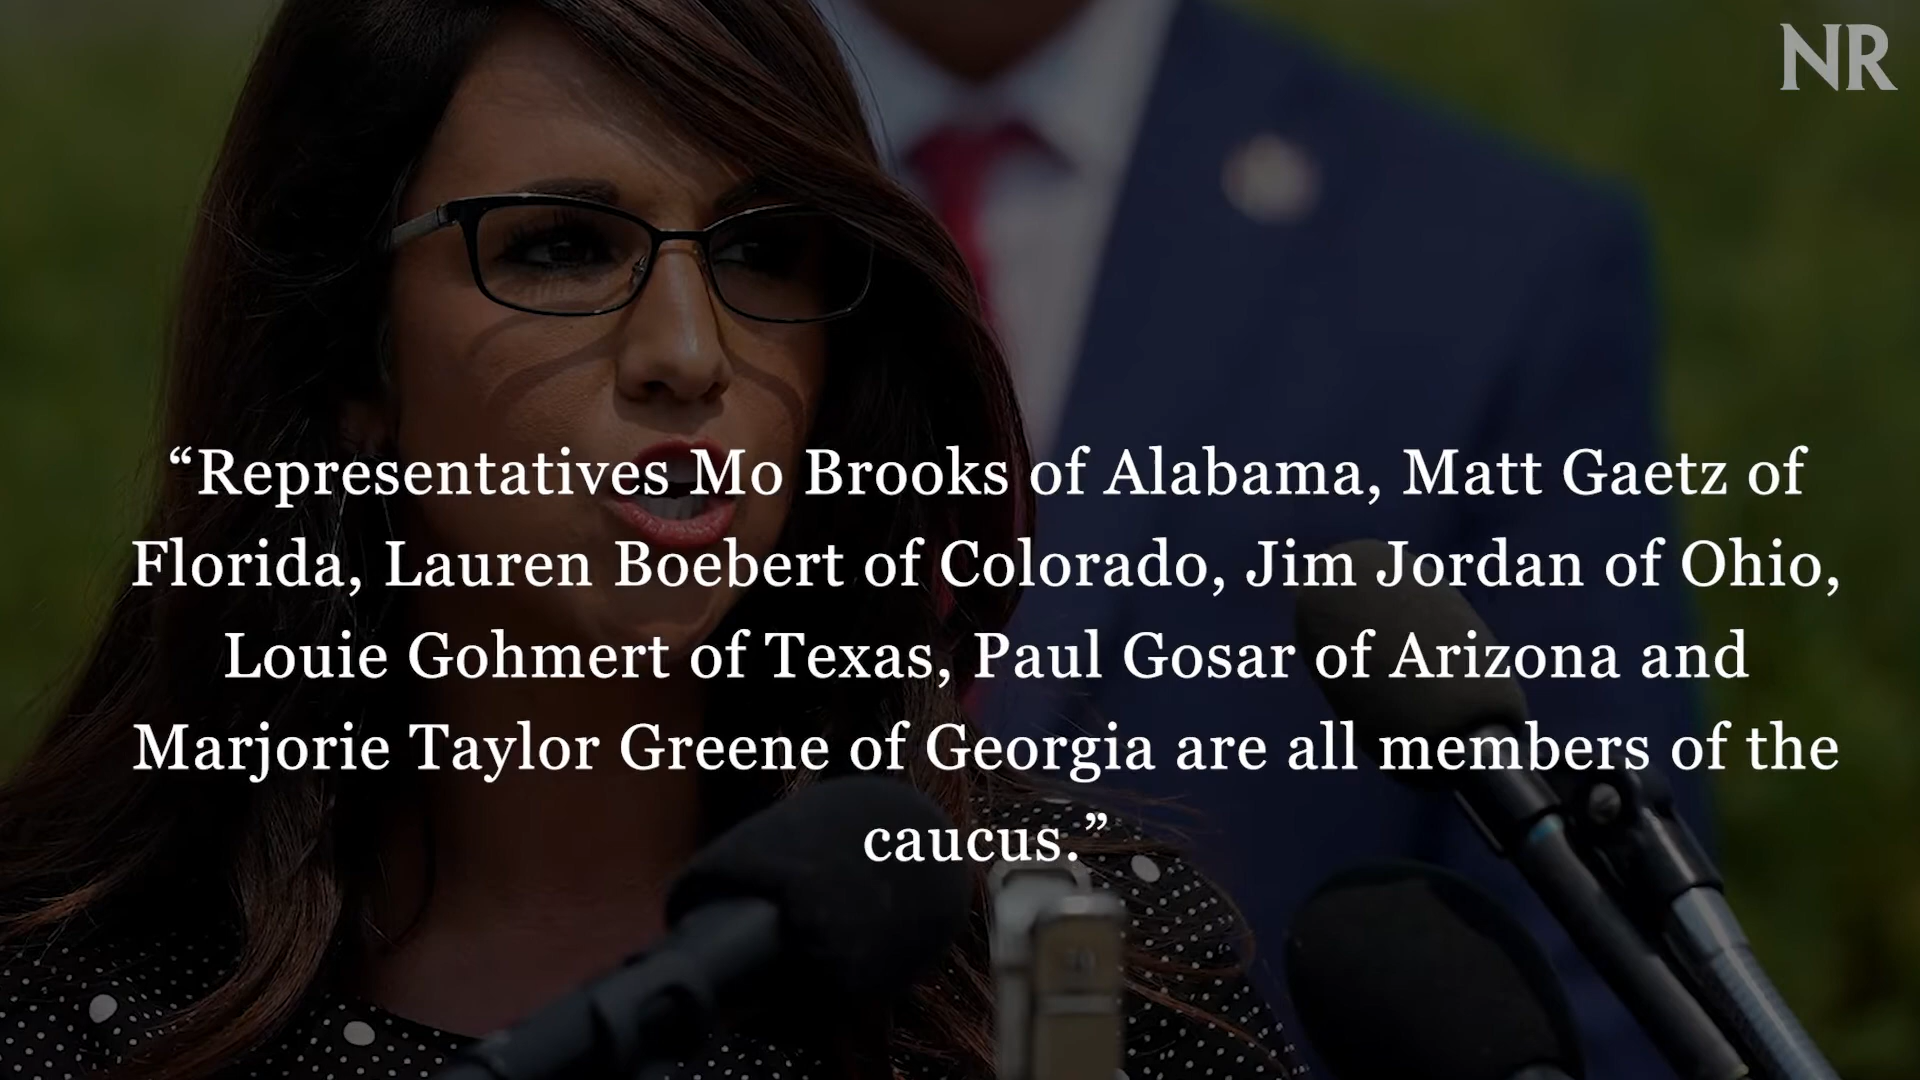 NR
“Representatives Mo Brooks of Alabama, Matt Gaetz of
Florida, Lauren Boebert of Colorado, Jim Jordan of Ohio,
Louie Gohmert of Texas, Paul Gosar of Arizona and
Marjorie Taylor Greene of Georgia are all members of the
caucus.”